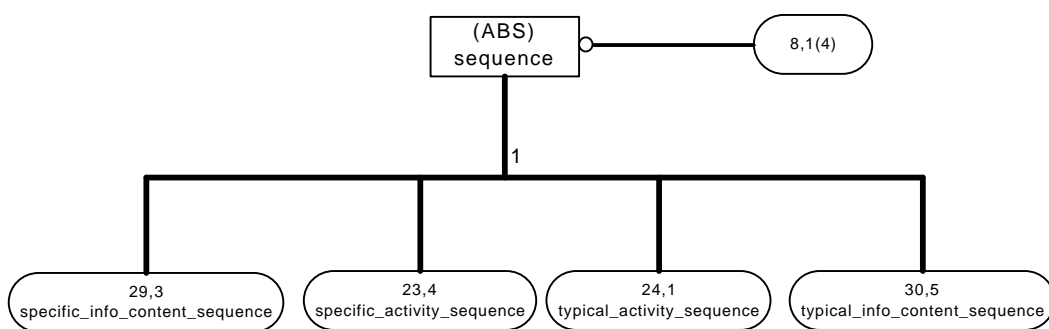 (ABS)
sequence
8,1(4)
1
29,3
specific_info_content_sequence
23,4
specific_activity_sequence
24,1
typical_activity_sequence
30,5
typical_info_content_sequence